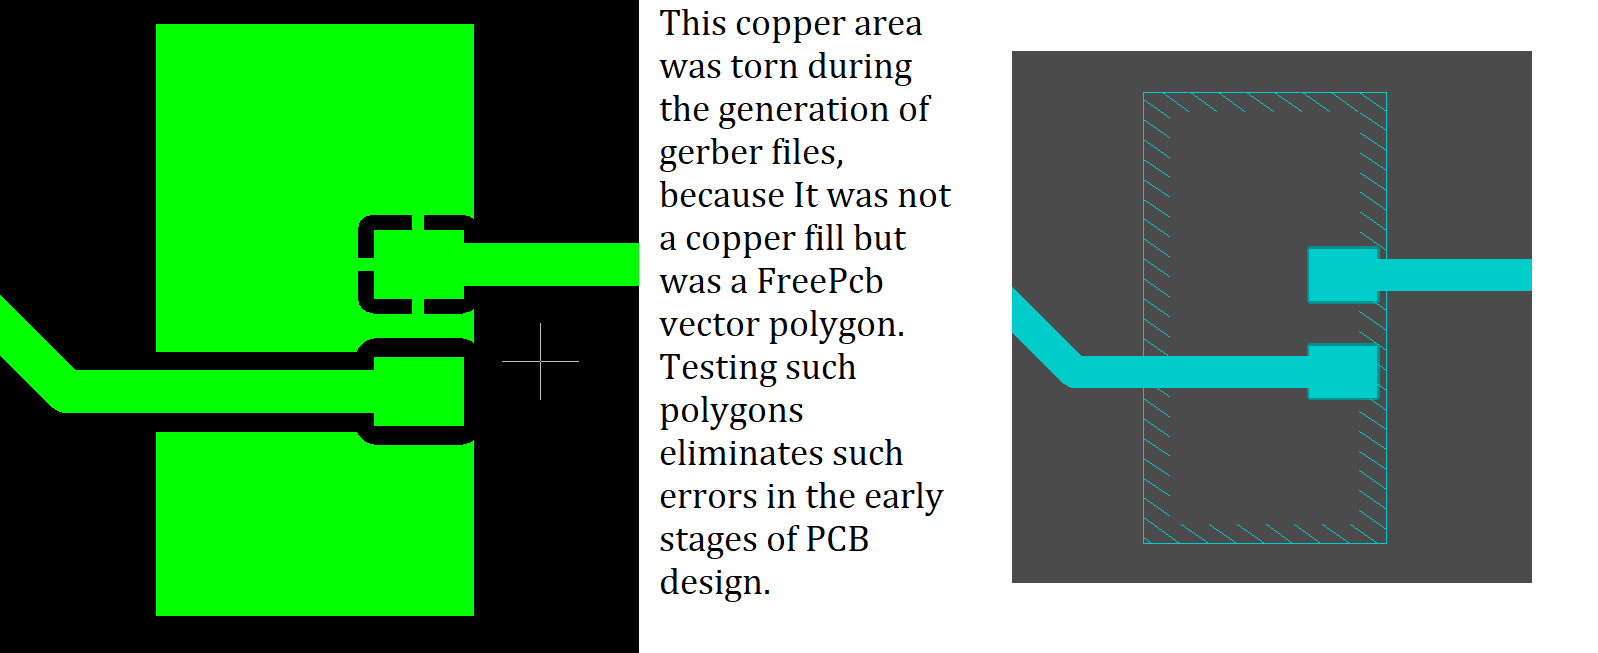 This copper area
was torn during
the generation of
gerber files,
because It was not
a copper fill but
was a FreePcb
vector polygon.
Testing such
polygons
eliminates such
errors in the early
stages of PCB
design.